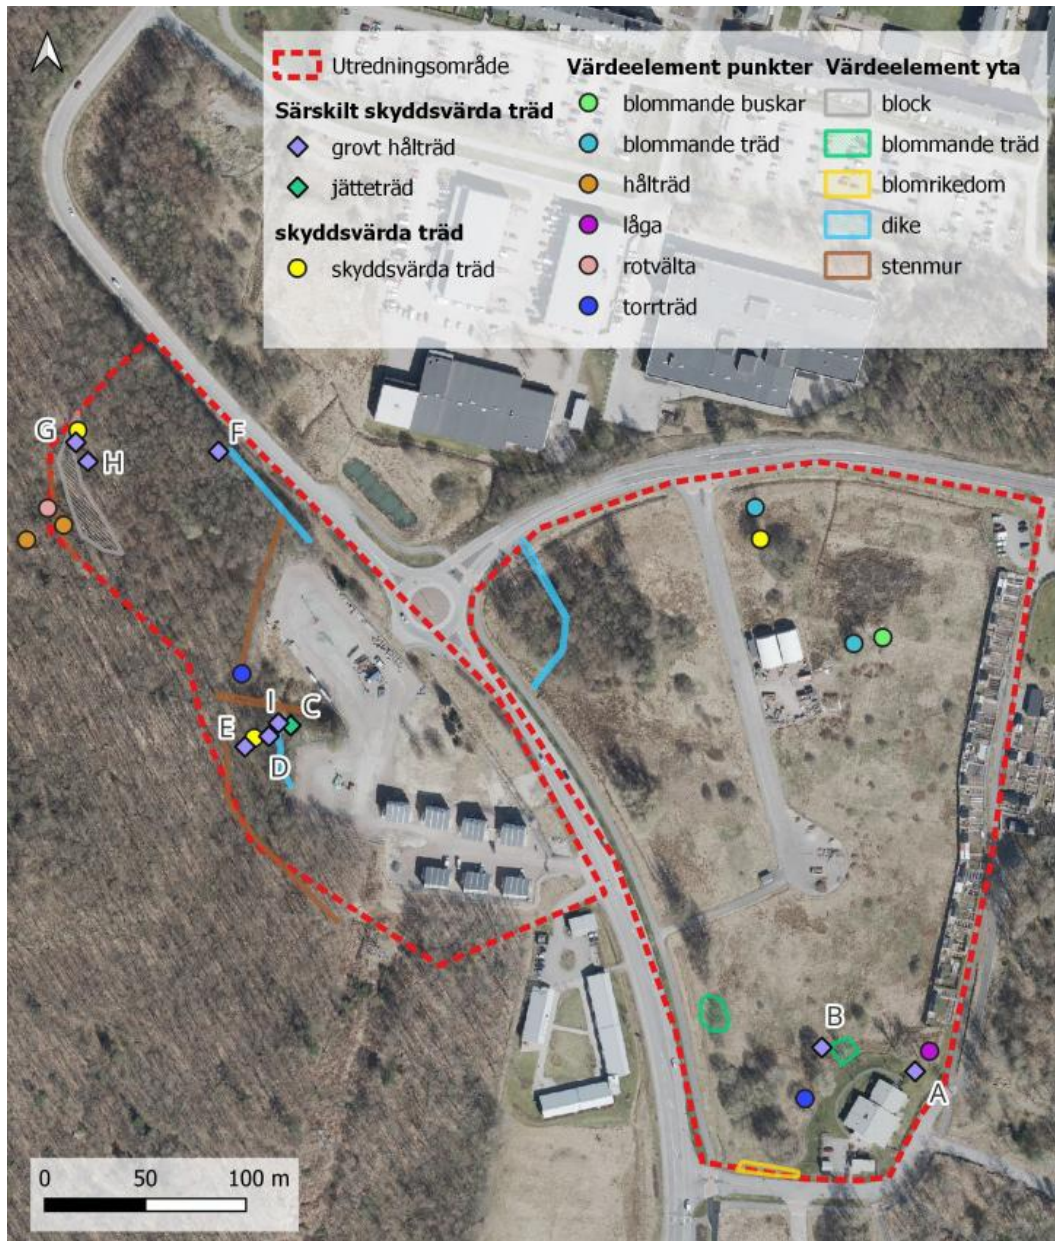 Utredningsområde
Särskilt skyddsvärda träd
grovt hålträd
jätteträd
skyddsvärda träd
skyddsvärda träd
Värdeelement punkter
blommande buskar
blommande träd
hålträd
låga
rotvälta
torrträd
Värdeelement yta
block
blommande träd
blomrikedom
dike
stenmur
G
F
H
I
C
E
D
B
A
0 50 100 m